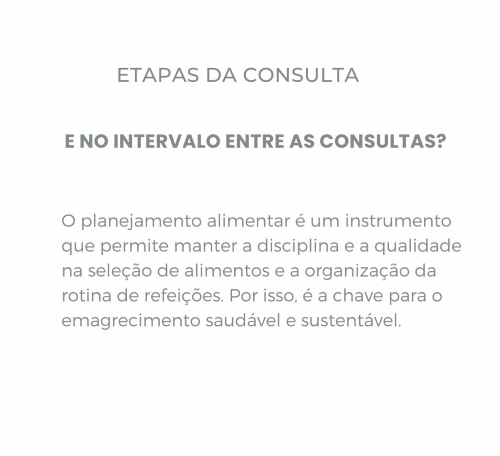 ETAPAS DA CONSULTA
E NO INTERVALO ENTRE AS CONSULTAS?
O planejamento alimentar é um instrumento
que permite manter a disciplina e a qualidade
na seleção de alimentos e a organização da
rotina de refeições. Por isso, é a chave para o
emagrecimento saudável e sustentável.